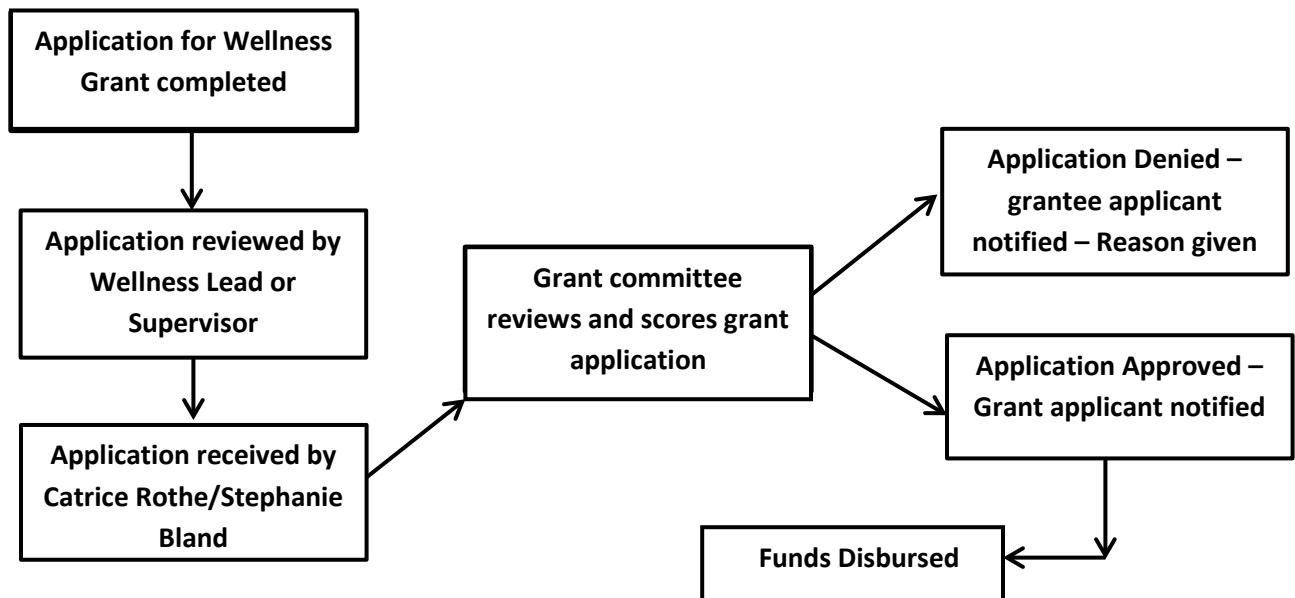 Application for Wellness
Grant completed
Application reviewed by
Wellness Lead or
Supervisor
Application received by
Catrice Rothe/Stephanie
Bland
Grant committee
reviews and scores grant
application
Application Denied –
grantee applicant
notified – Reason given
Application Approved –
Grant applicant notified
Funds Disbursed